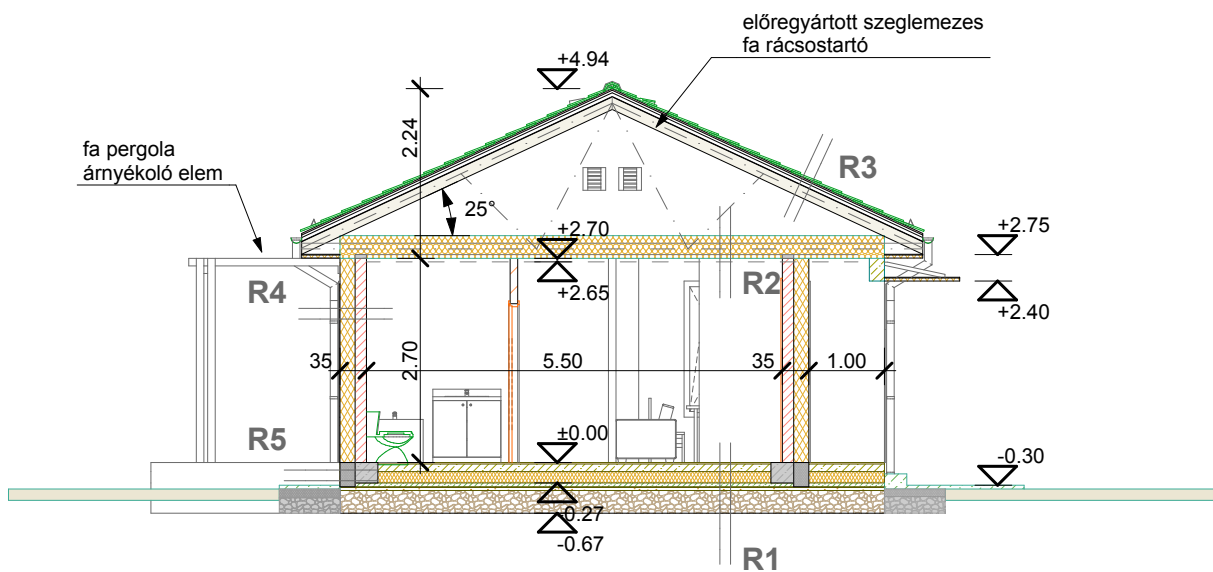 előregyártott szeglemezes
fa rácsostartó
+4.94
2.24
fa pergola
árnyékoló elem
R3
25°
+2.70
+2.75
R4
+2.65
R2
+2.40
35
2.70
5.50
35
1.00
R5
±0.00
-0.30
-0.27
-0.67
R1